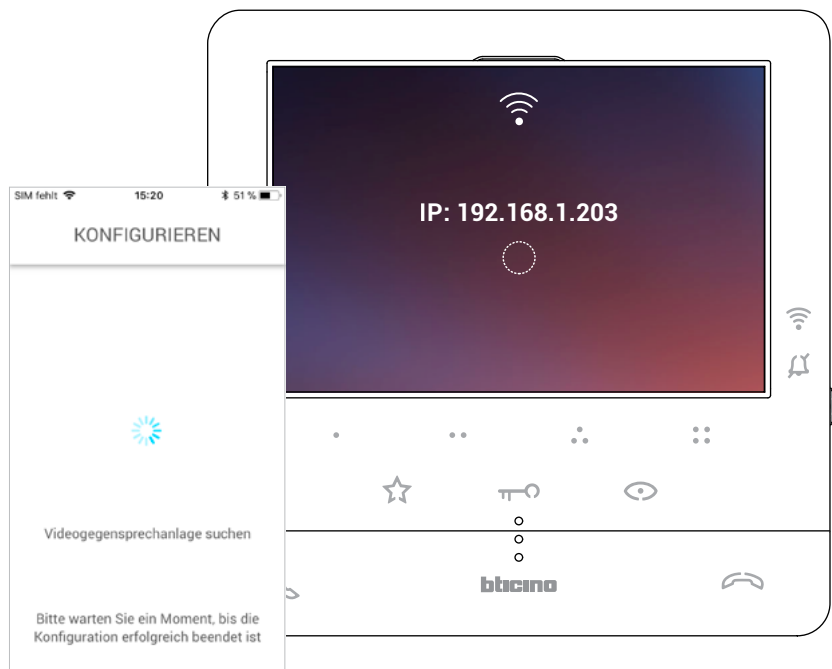 IP: 192.168.1.203
SIM fehlt 15:20 51 %
KONFIGURIEREN
Videogegensprechanlage suchen
Bitte warten Sie ein Moment, bis die
Konfiguration erfolgreich beendet ist
bticino